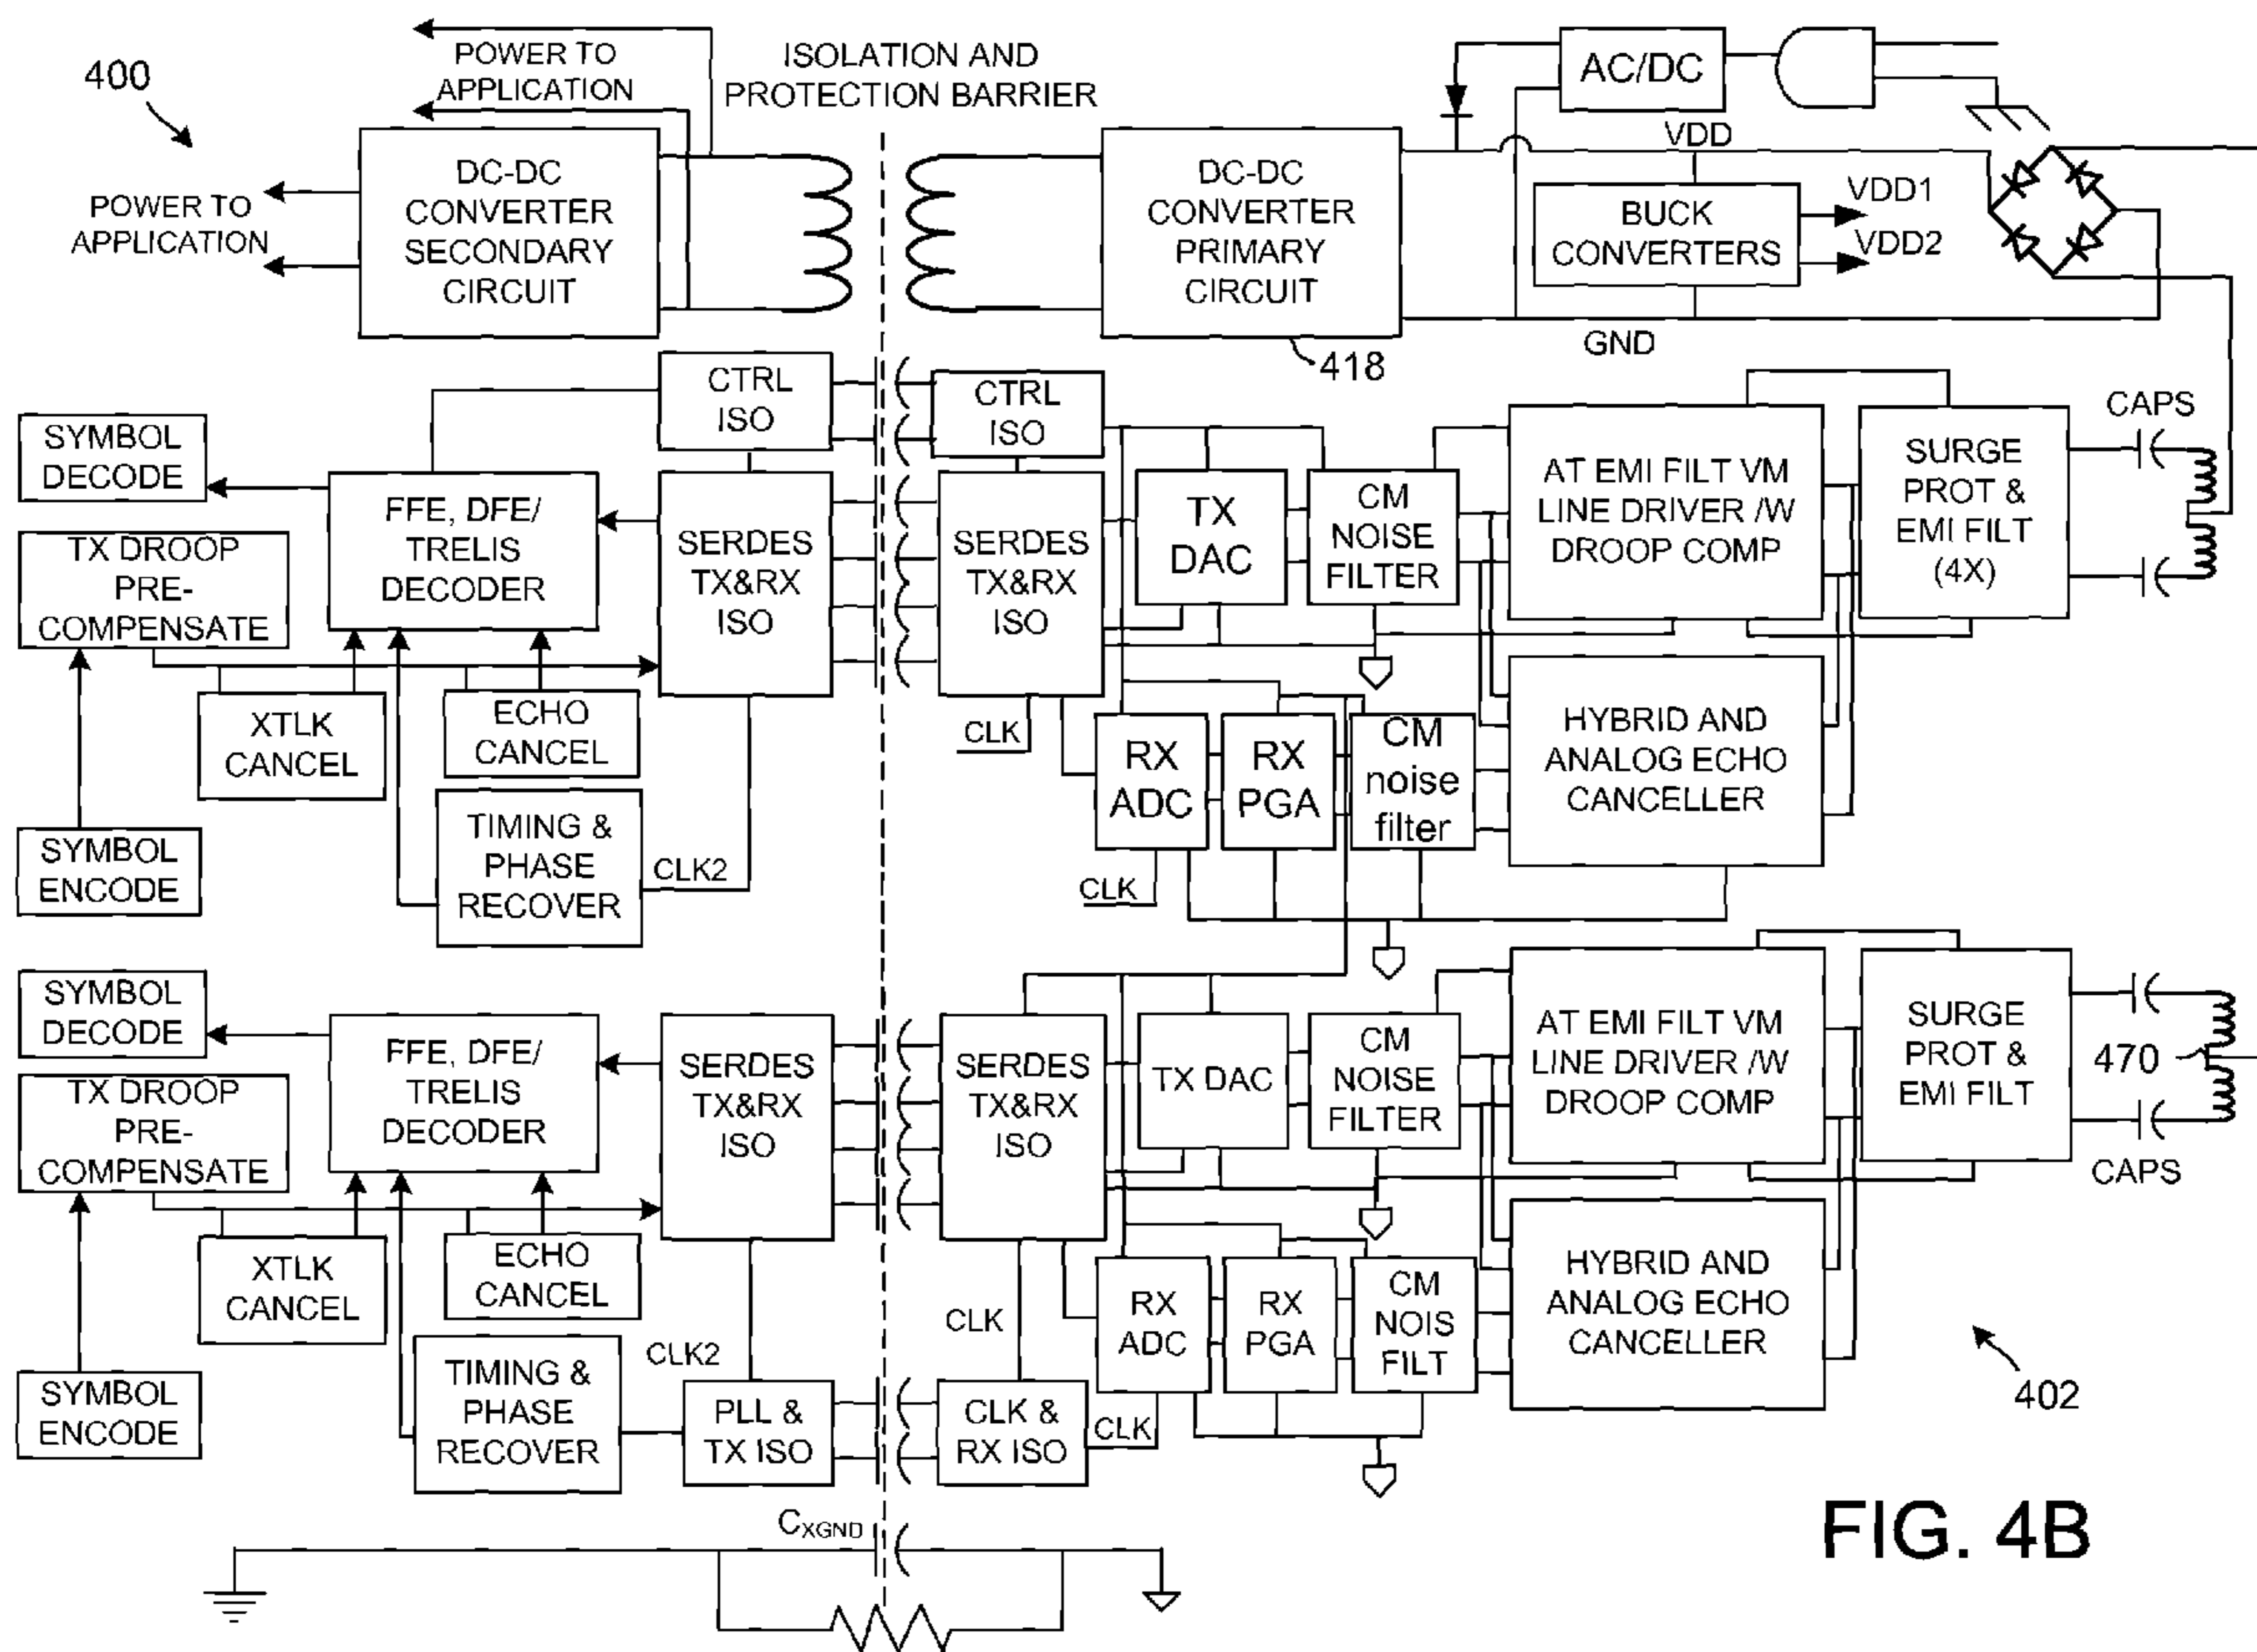 400
POWER TO
APPLICATION
ISOLATION AND
PROTECTION BARRIER
AC/DC
POWER TO
APPLICATION
DC-DC
CONVERTER
SECONDARY
CIRCUIT
DC-DC
CONVERTER
PRIMARY
CIRCUIT
418
VDD
BUCK
CONVERTERS
VDD1
VDD2
GND
CTRL
ISO
CTRL
ISO
SYMBOL
DECODE
FFE, DFE/
TRELIS
DECODER
TX DROOP
PRE-
COMPENSATE
SERDES
TX&RX
ISO
SERDES
TX&RX
ISO
TX
DAC
CM
NOISE
FILTER
AT EMI FILT VM
LINE DRIVER /W
DROOP COMP
SURGE
PROT &
EMI FILT
(4X)
CAPS
XTLK
CANCEL
ECHO
CANCEL
TIMING &
PHASE
RECOVER
CLK2
SYMBOL
ENCODE
CLK
RX
ADC
RX
PGA
CM
noise
filter
CLK
HYBRID AND
ANALOG ECHO
CANCELLER
SYMBOL
DECODE
FFE, DFE/
TRELIS
DECODER
TX DROOP
PRE-
COMPENSATE
SERDES
TX&RX
ISO
SERDES
TX&RX
ISO
TX DAC
CM
NOISE
FILTER
AT EMI FILT VM
LINE DRIVER /W
DROOP COMP
SURGE
PROT &
EMI FILT
470
CAPS
XTLK
CANCEL
ECHO
CANCEL
TIMING &
PHASE
RECOVER
CLK2
SYMBOL
ENCODE
PLL &
TX ISO
CLK
CLK &
RX ISO
CLK
RX
ADC
RX
PGA
CM
NOIS
FILT
HYBRID AND
ANALOG ECHO
CANCELLER
402
CXGND
FIG. 4B